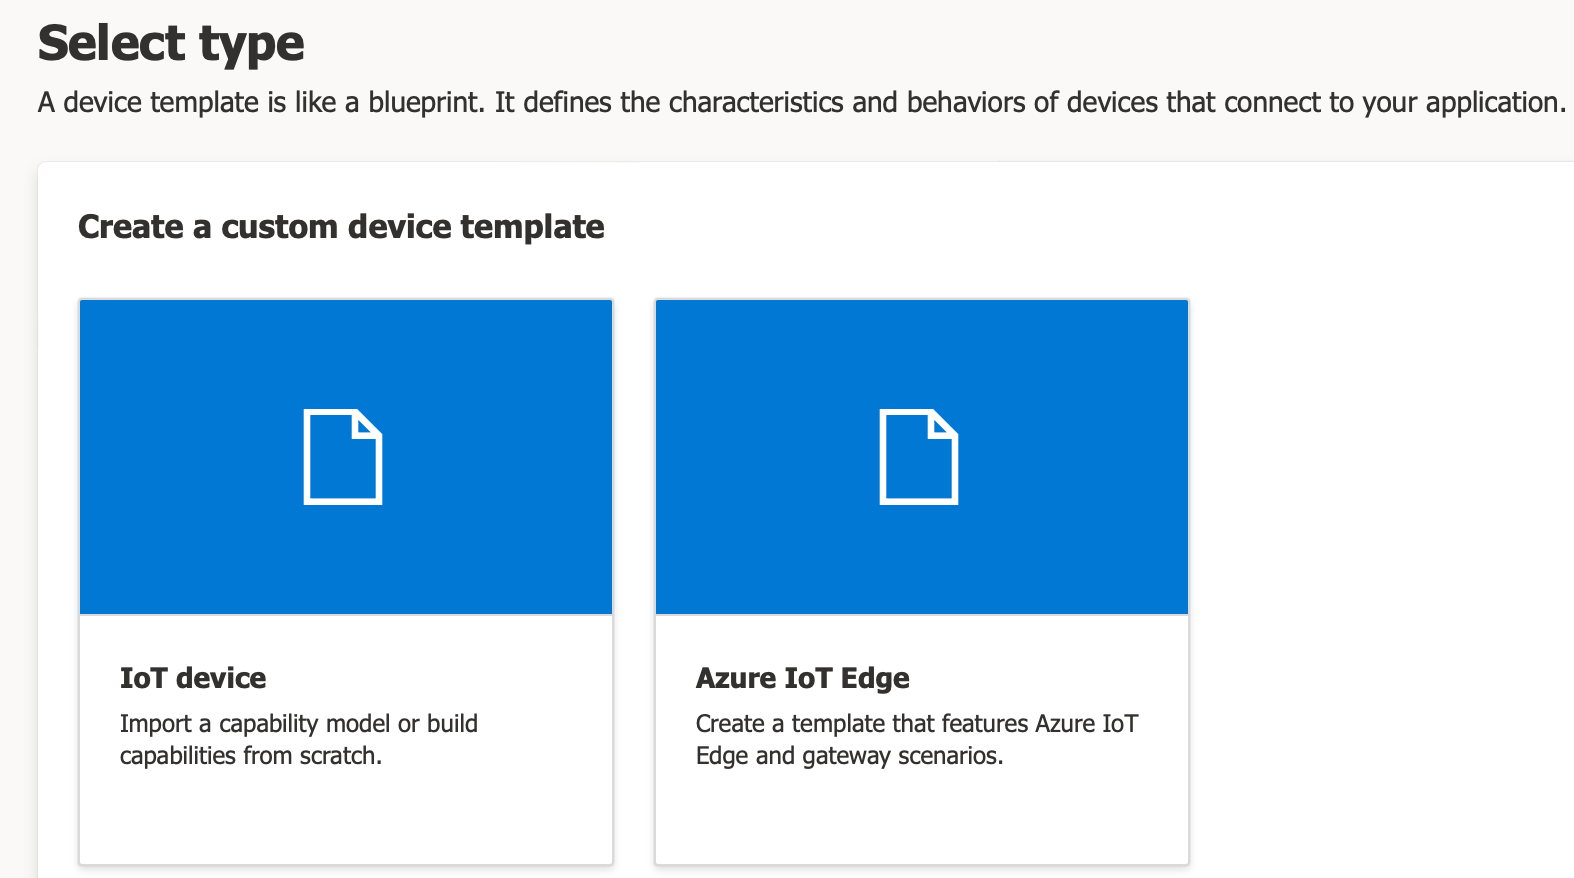 Select type
A device template is like a blueprint. It defines the characteristics and behaviors of devices that connect to your application.
Create a custom device template
IoT device
Import a capability model or build
capabilities from scratch.
Azure IoT Edge
Create a template that features Azure IoT
Edge and gateway scenarios.